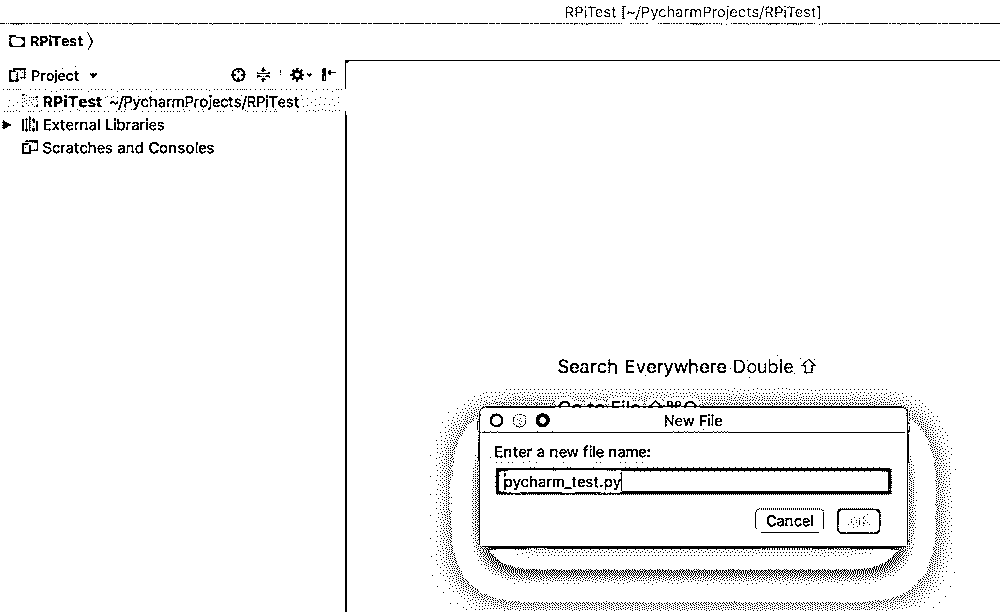 RPiTest [~/PycharmProjects/RPiTest]
RPiTest
Project
RPiTest ~/PycharmProjects/RPiTest
External Libraries
Scratches and Consoles
Search Everywhere Double ⇧
Go to File ⇧⌘O
New File
Enter a new file name:
pycharm_test.py
Cancel OK